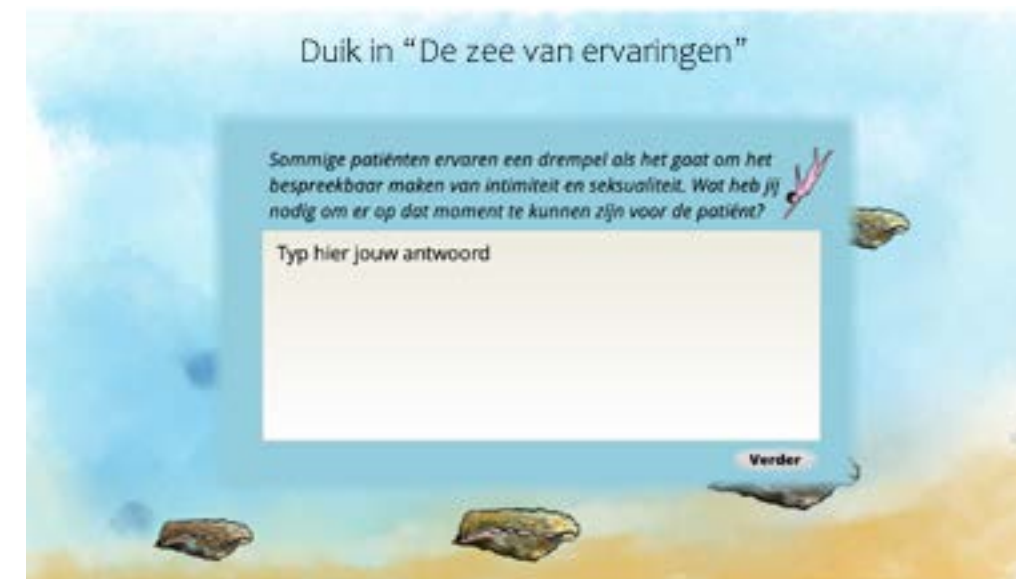 Duik in “De zee van ervaringen”
Sommige patiënten ervaren een drempel als het gaat om het
bespreekbaar maken van intimiteit en seksualiteit. Wat heb jij
nodig om er op dat moment te kunnen zijn voor de patiënt?
Typ hier jouw antwoord
Verder